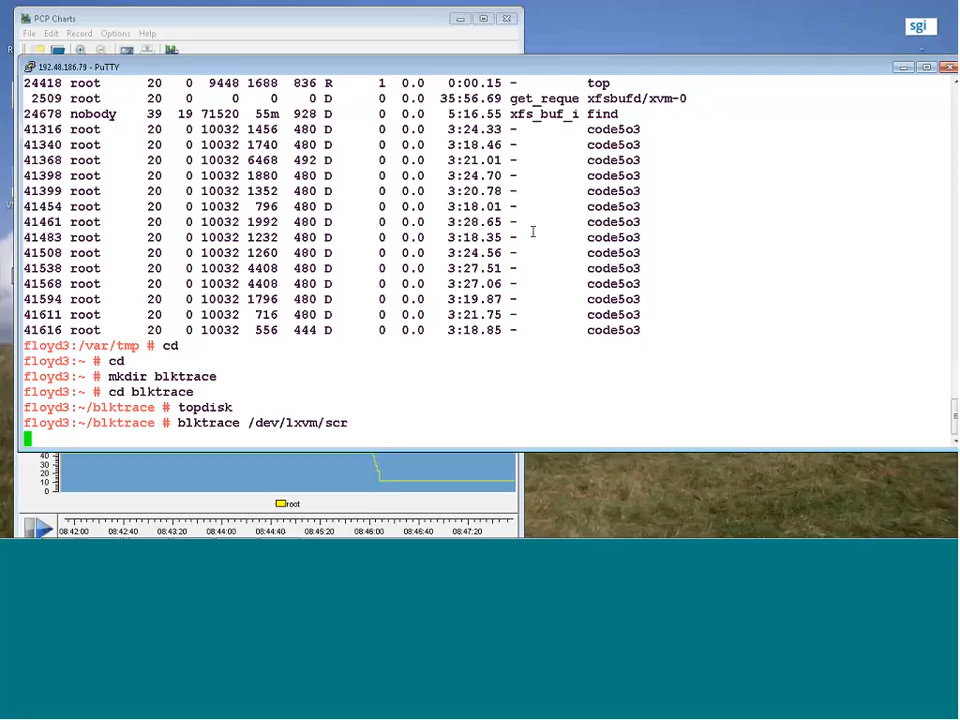 PCP Charts
sgi
File Edit Record Options Help
192.48.186.79 - PuTTY
24418 root 20 0 9448 1688 836 R 1 0.0 0:00.15 - top
2509 root 20 0 0 0 0 D 0 0.0 35:56.69 get_reque xfsbufd/xvm-0
24678 nobody 39 19 71520 55m 928 D 0 0.0 5:16.55 xfs_buf_i find
41316 root 20 0 10032 1456 480 D 0 0.0 3:24.33 - code5o3
41340 root 20 0 10032 1740 480 D 0 0.0 3:18.46 - code5o3
41368 root 20 0 10032 6468 492 D 0 0.0 3:21.01 - code5o3
41398 root 20 0 10032 1880 480 D 0 0.0 3:24.70 - code5o3
41399 root 20 0 10032 1352 480 D 0 0.0 3:20.78 - code5o3
41454 root 20 0 10032 796 480 D 0 0.0 3:18.01 - code5o3
41461 root 20 0 10032 1992 480 D 0 0.0 3:28.65 - code5o3
41483 root 20 0 10032 1232 480 D 0 0.0 3:18.35 - code5o3
41508 root 20 0 10032 1260 480 D 0 0.0 3:24.56 - code5o3
41538 root 20 0 10032 4408 480 D 0 0.0 3:27.51 - code5o3
41568 root 20 0 10032 4408 480 D 0 0.0 3:27.06 - code5o3
41594 root 20 0 10032 1796 480 D 0 0.0 3:19.87 - code5o3
41611 root 20 0 10032 716 480 D 0 0.0 3:21.75 - code5o3
41616 root 20 0 10032 556 444 D 0 0.0 3:18.85 - code5o3
floyd3:/var/tmp # cd
floyd3:~ # cd
floyd3:~ # mkdir blktrace
floyd3:~ # cd blktrace
floyd3:~/blktrace # topdisk
floyd3:~/blktrace # blktrace /dev/lxvm/scr
40
30
20
10
0
root
08:42:00 08:42:40 08:43:20 08:44:00 08:44:40 08:45:20 08:46:00 08:46:40 08:47:20